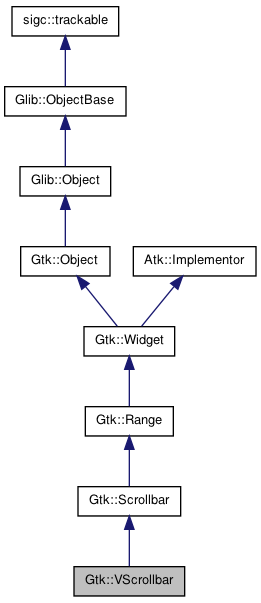 sigc::trackable
Glib::ObjectBase
Glib::Object
Gtk::Object
Atk::Implementor
Gtk::Widget
Gtk::Range
Gtk::Scrollbar
Gtk::VScrollbar